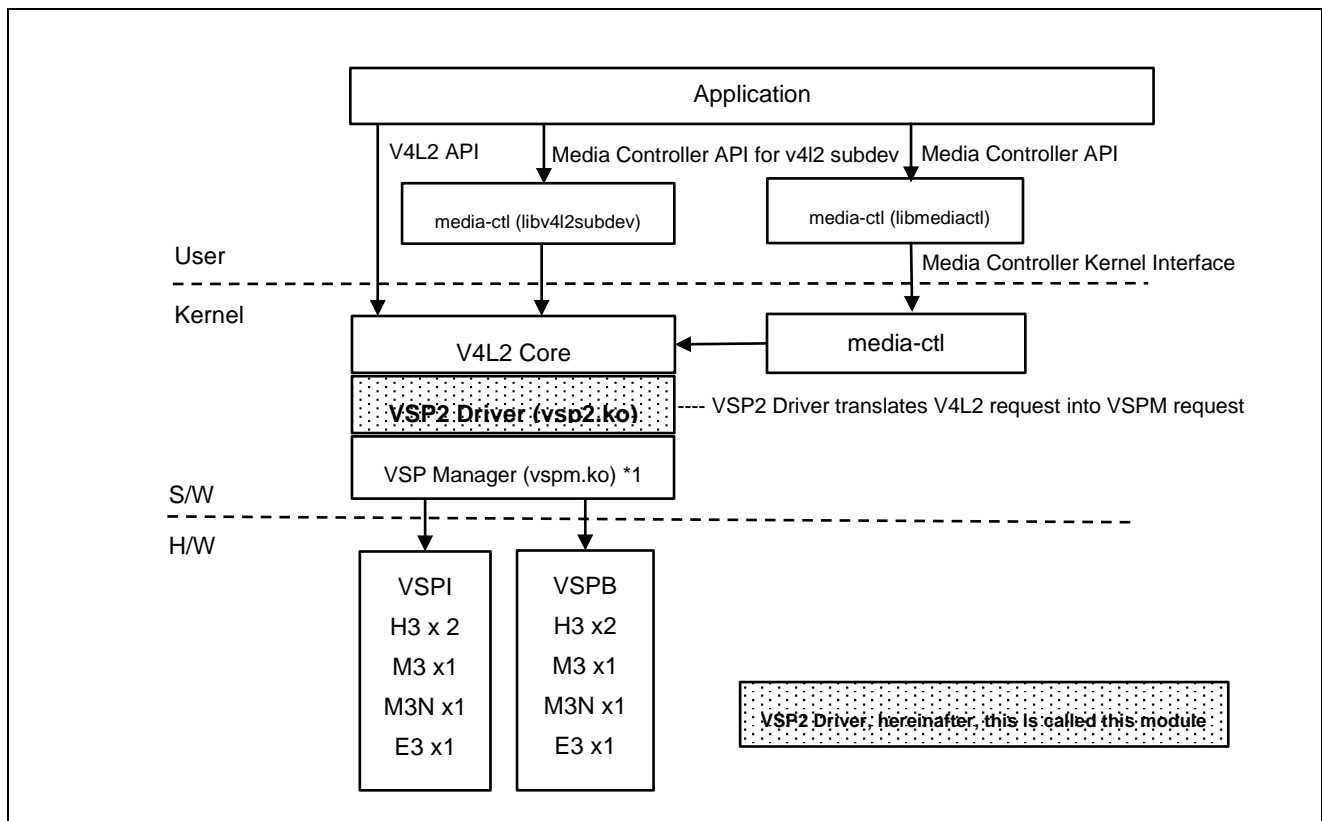 Application
V4L2 API
Media Controller API for v4l2 subdev
Media Controller API
media-ctl (libv4l2subdev)
media-ctl (libmediactl)
User
Media Controller Kernel Interface
Kernel
V4L2 Core
media-ctl
VSP2 Driver (vsp2.ko)
---- VSP2 Driver translates V4L2 request into VSPM request
VSP Manager (vspm.ko) *1
S/W
H/W
VSPI
H3 x 2
M3 x1
M3N x1
E3 x1
VSPB
H3 x2
M3 x1
M3N x1
E3 x1
VSP2 Driver, hereinafter, this is called this module